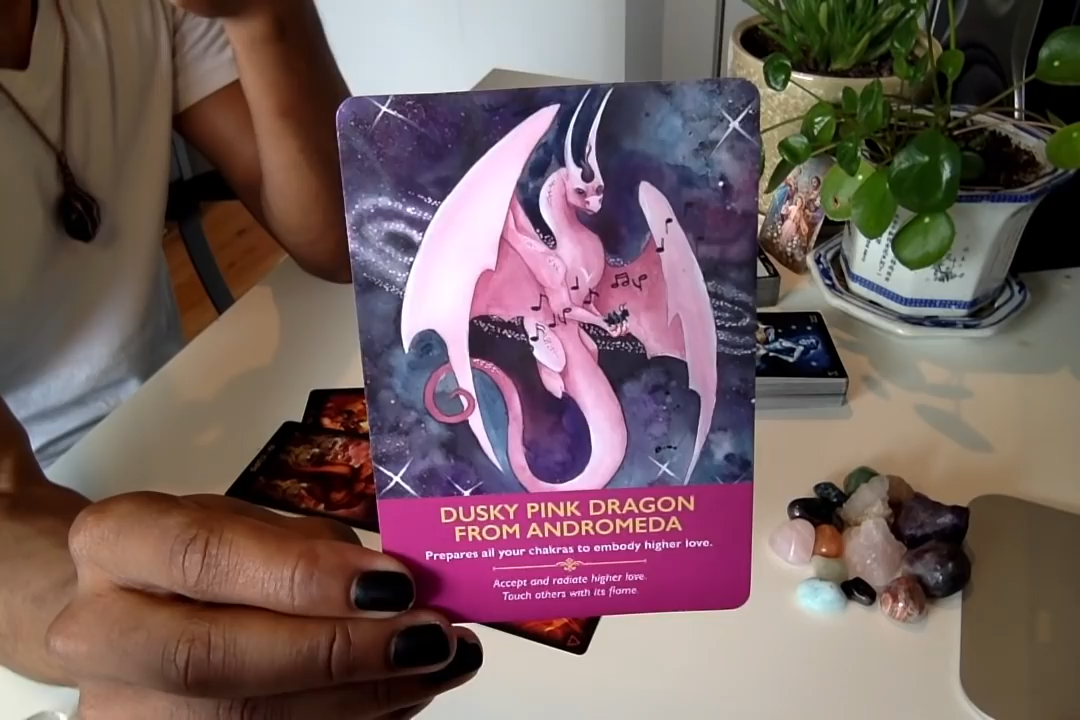 DUSKY PINK DRAGON
FROM ANDROMEDA
Prepares all your chakras to embody higher love.
Accept and radiate higher love.
Touch others with its flame.